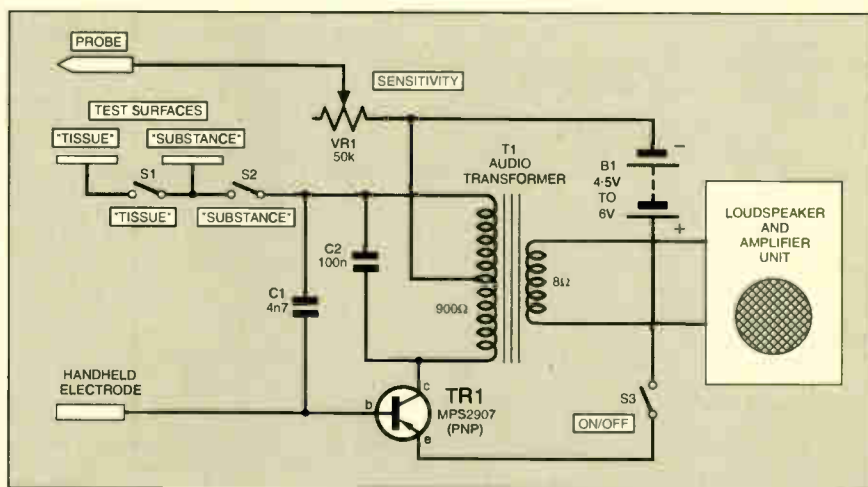 PROBE
SENSITIVITY
TEST SURFACES
"TISSUE"
"SUBSTANCE"
VR1
50k
T1
AUDIO
TRANSFORMER
B1
4·5V
TO
6V
−
+
S1
S2
"TISSUE"
"SUBSTANCE"
LOUDSPEAKER
AND
AMPLIFIER
UNIT
C2
100n
C1
4n7
900Ω
8Ω
HANDHELD
ELECTRODE
b
c
e
TR1
MPS2907
(PNP)
S3
ON/OFF